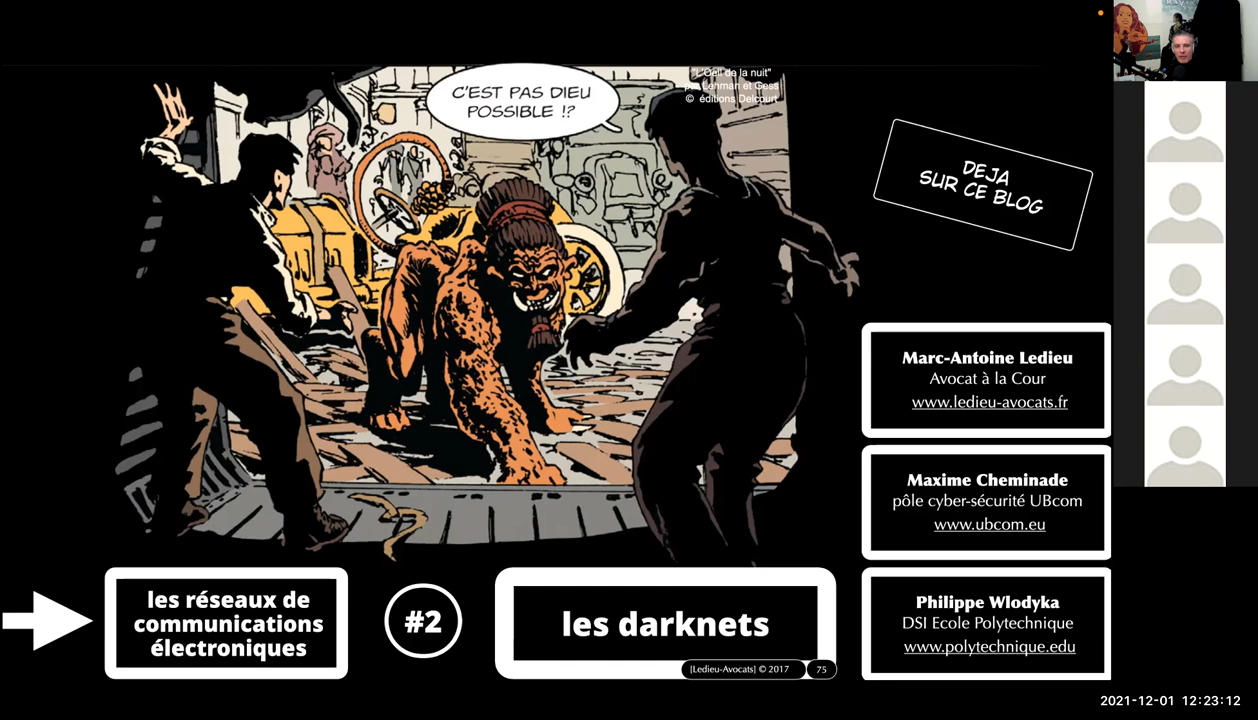 C'EST PAS DIEU
POSSIBLE !?
"L'Oeil de la nuit"
par Lehman et Gess
© éditions Delcourt
DEJA
SUR CE BLOG
Marc-Antoine Ledieu
Avocat à la Cour
www.ledieu-avocats.fr
Maxime Cheminade
pôle cyber-sécurité UBcom
www.ubcom.eu
Philippe Wlodyka
DSI Ecole Polytechnique
www.polytechnique.edu
les réseaux de
communications
électroniques
#2
les darknets
[Ledieu-Avocats] © 2017
75
2021-12-01 12:23:12